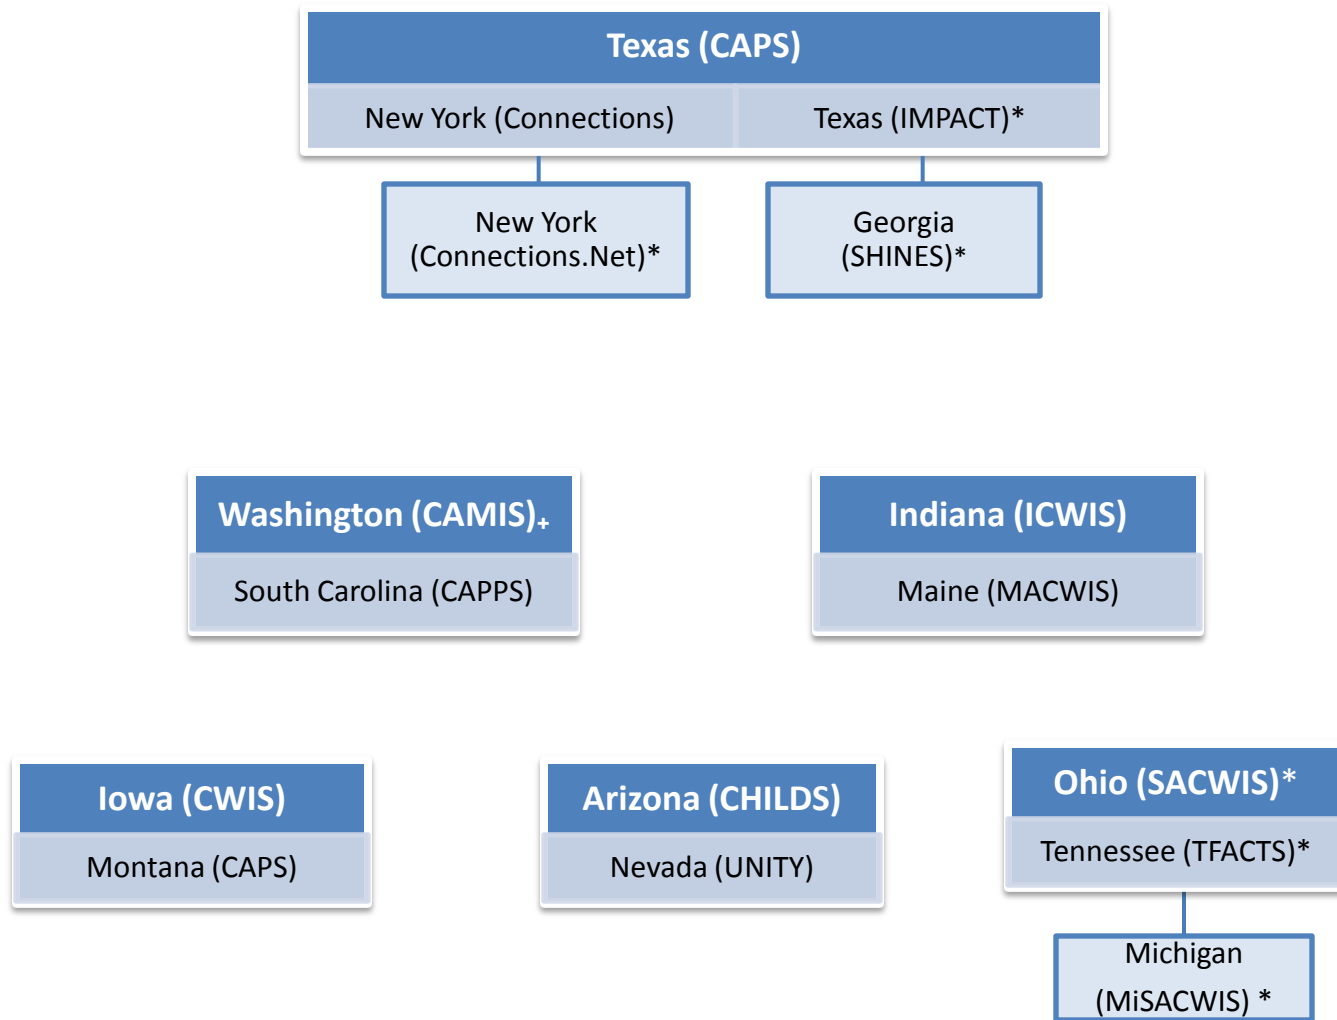 Texas (CAPS)
New York (Connections)
Texas (IMPACT)*
New York
(Connections.Net)*
Georgia
(SHINES)*
Washington (CAMIS)+
South Carolina (CAPPS)
Indiana (ICWIS)
Maine (MACWIS)
Iowa (CWIS)
Montana (CAPS)
Arizona (CHILDS)
Nevada (UNITY)
Ohio (SACWIS)*
Tennessee (TFACTS)*
Michigan
(MiSACWIS) *